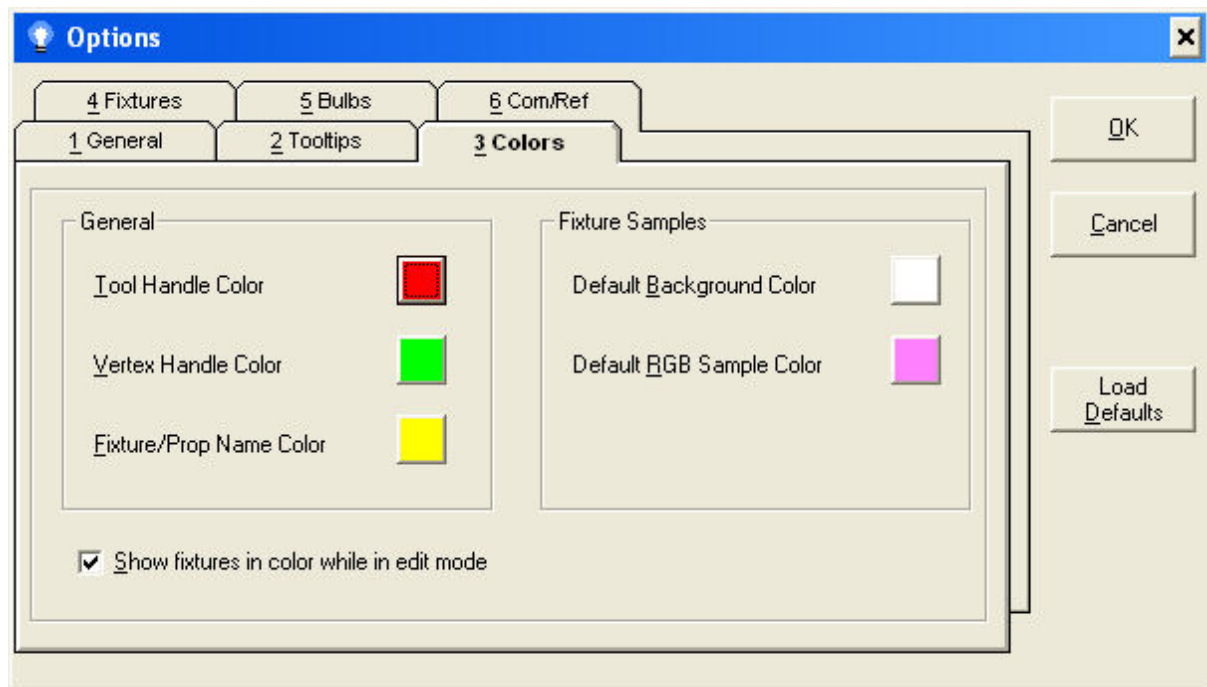 Options
4 Fixtures
5 Bulbs
6 Com/Ref
1 General
2 Tooltips
3 Colors
OK
Cancel
Load
Defaults
General
Tool Handle Color
Vertex Handle Color
Fixture/Prop Name Color
Fixture Samples
Default Background Color
Default RGB Sample Color
Show fixtures in color while in edit mode